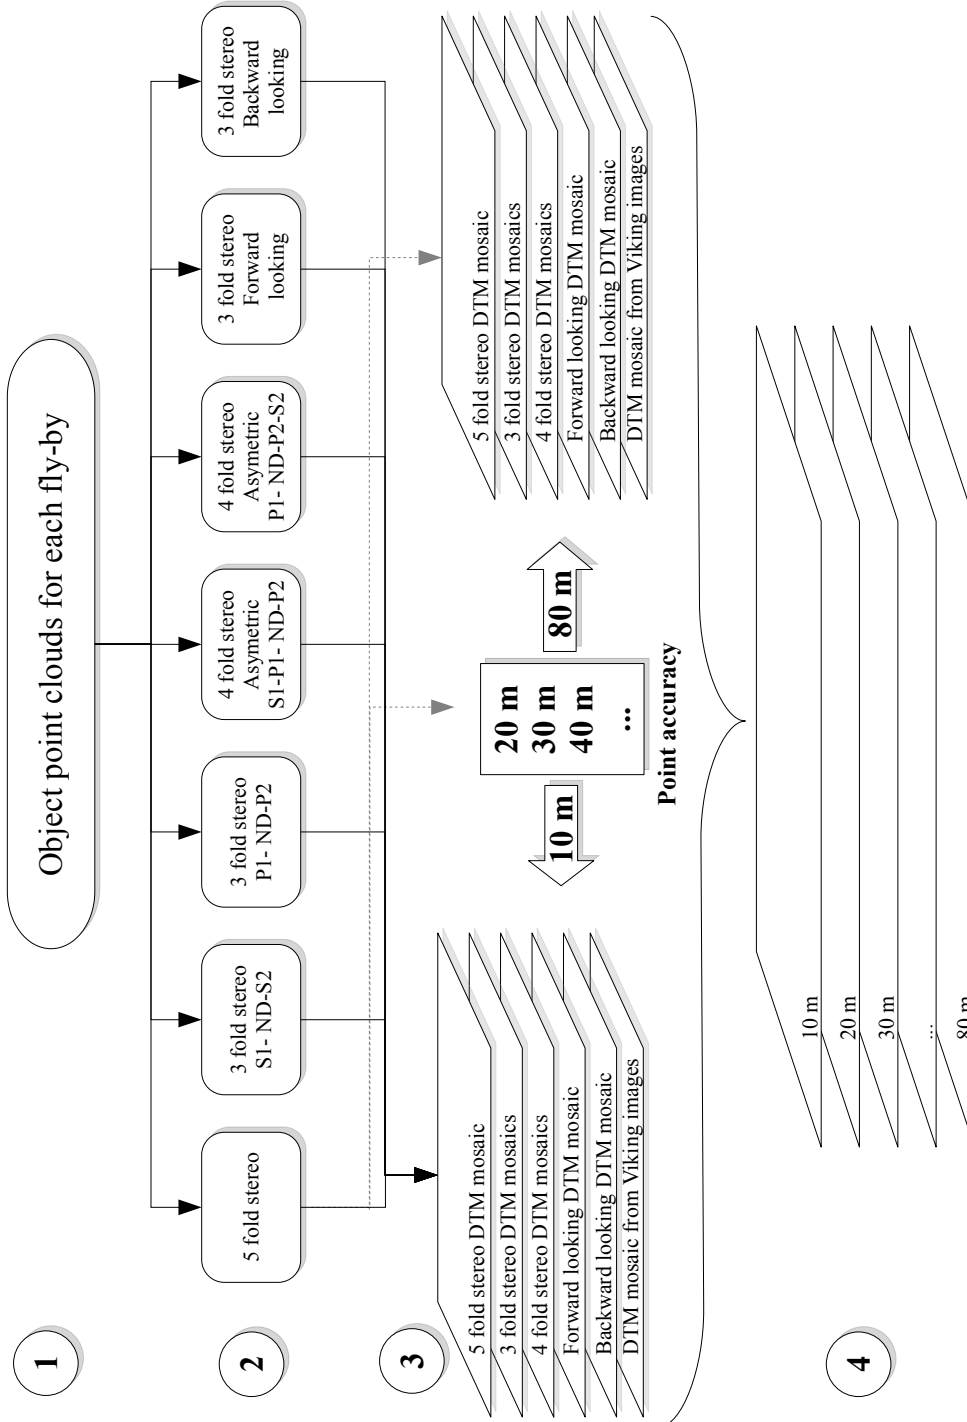 1
Object point clouds for each fly-by
2
5 fold stereo
3 fold stereo
S1- ND-S2
3 fold stereo
P1- ND-P2
4 fold stereo
Asymetric
S1-P1- ND-P2
4 fold stereo
Asymetric
P1- ND-P2-S2
3 fold stereo
Forward
looking
3 fold stereo
Backward
looking
3
5 fold stereo DTM mosaic
3 fold stereo DTM mosaics
4 fold stereo DTM mosaics
Forward looking DTM mosaic
Backward looking DTM mosaic
DTM mosaic from Viking images
10 m
20 m
30 m
40 m
...
Point accuracy
80 m
5 fold stereo DTM mosaic
3 fold stereo DTM mosaics
4 fold stereo DTM mosaics
Forward looking DTM mosaic
Backward looking DTM mosaic
DTM mosaic from Viking images
4
10 m
20 m
30 m
...
80 m